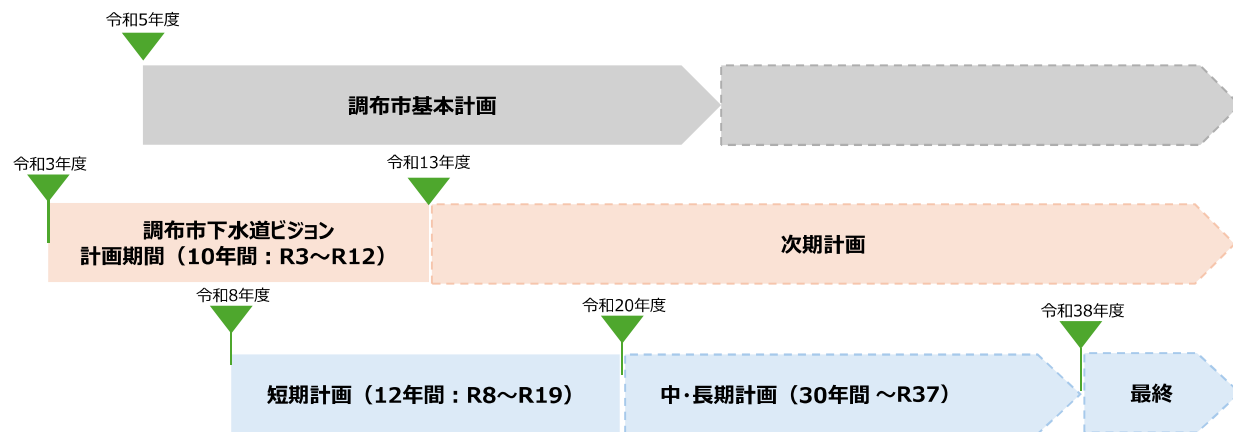 令和5年度
調布市基本計画
令和3年度
令和13年度
調布市下水道ビジョン
計画期間（10年間：R3～R12）
次期計画
令和8年度
令和20年度
令和38年度
短期計画（12年間：R8～R19）
中・長期計画（30年間 ～R37）
最終